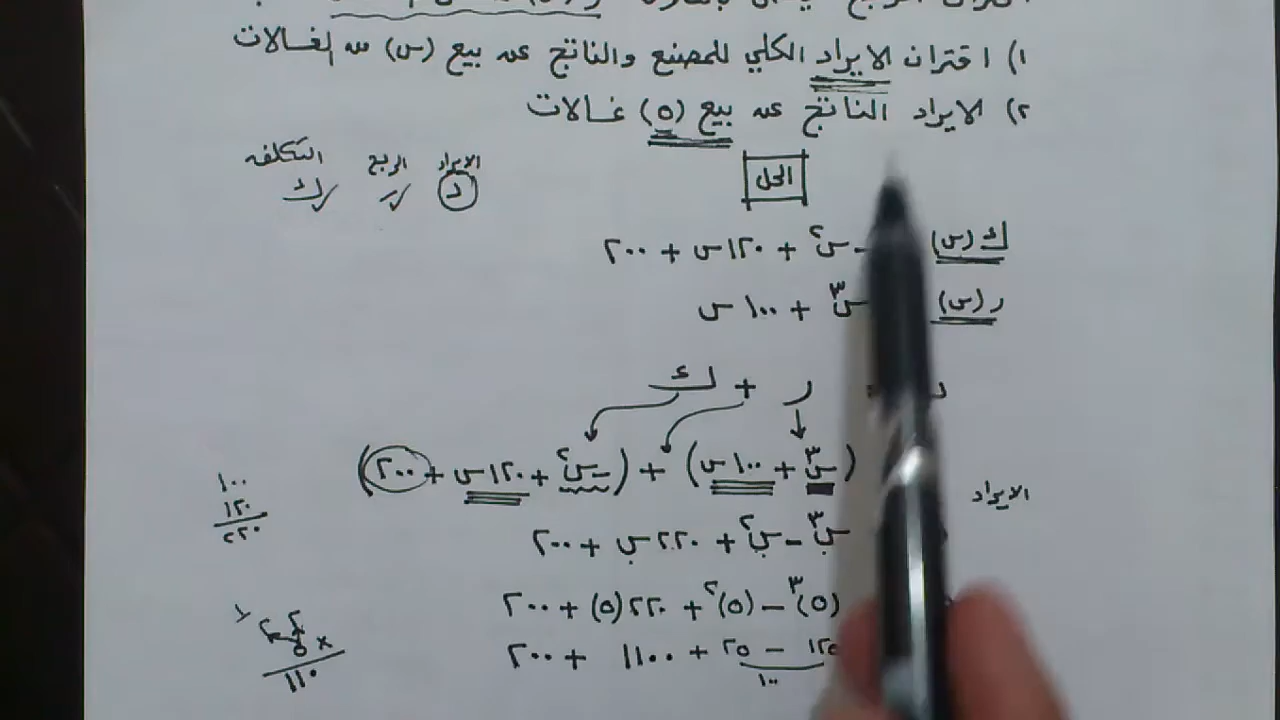 ١) اقتران الايراد الكلي للمصنع والناتج عن بيع (س) من الغسالات
٢) الايراد الناتج عن بيع (٥) غسالات
الايراد الربح التكلفه
د ر ك
الحل
ك (س) -س٢ + ١٢٠س + ٢٠٠
ر (س) س٣ + ١٠٠س
د ر + ك
الايراد (س٣ + ١٠٠س) + (-س٢ + ١٢٠س + ٢٠٠)
١٠٠
١٢٠
٢٢٠
س٣ - س٢ + ٢٢٠س + ٢٠٠
(٥)٣ - (٥)٢ + ٢٢٠(٥) + ٢٠٠
١٢٥ - ٢٥ + ١١٠٠ + ٢٠٠
١٠٠
× ٥
١١٠